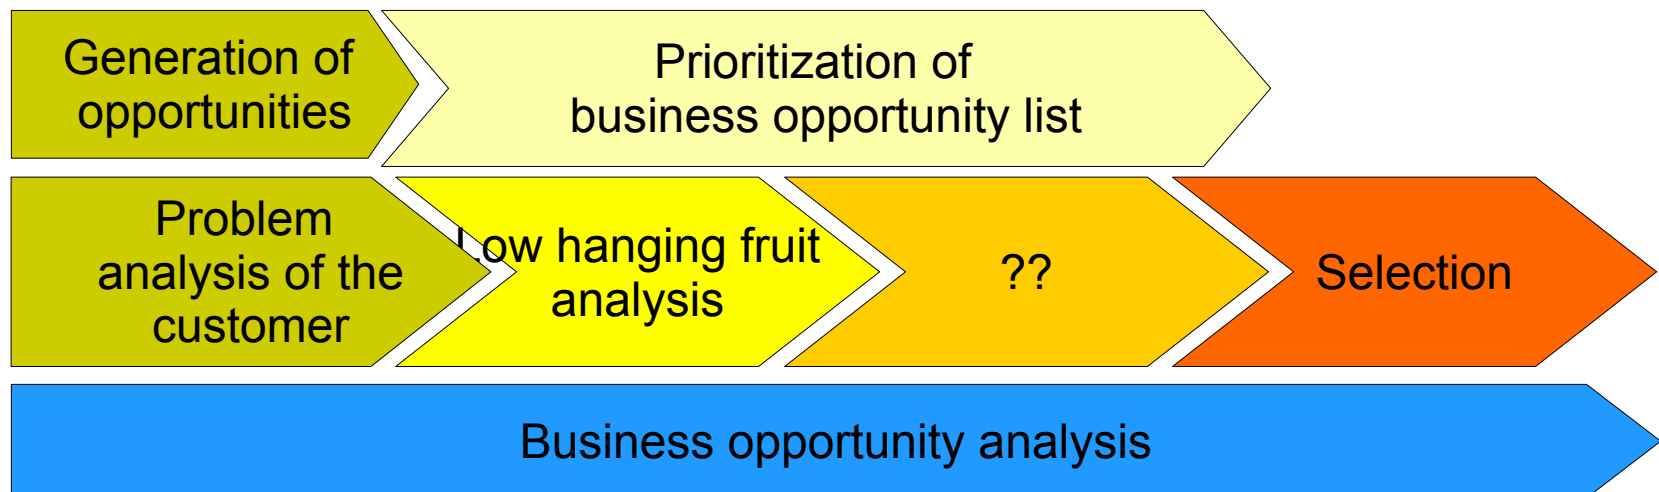 Generation of
opportunities
Prioritization of
business opportunity list
Problem
analysis of the
customer
Low hanging fruit
analysis
??
Selection
Business opportunity analysis